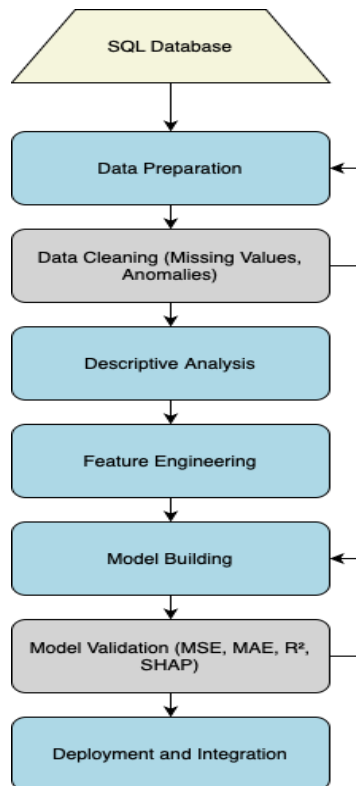 SQL Database
Data Preparation
Data Cleaning (Missing Values,
Anomalies)
Descriptive Analysis
Feature Engineering
Model Building
Model Validation (MSE, MAE, R²,
SHAP)
Deployment and Integration